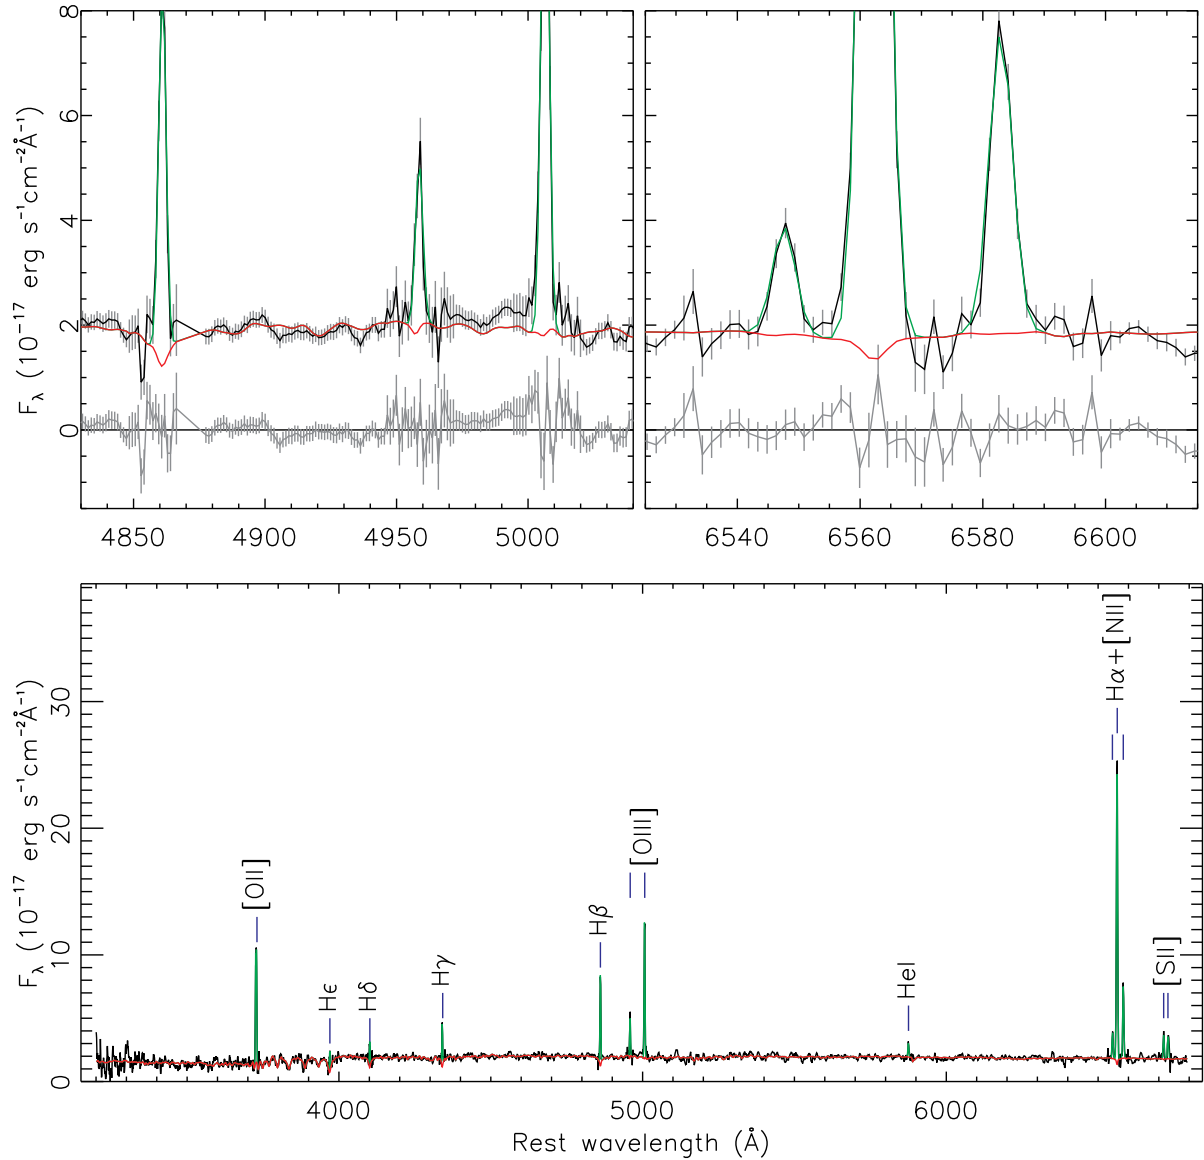 F_λ (10⁻¹⁷ erg s⁻¹cm⁻²Å⁻¹)
8
6
4
2
0
4850 4900 4950 5000
6540 6560 6580 6600
F_λ (10⁻¹⁷ erg s⁻¹cm⁻²Å⁻¹)
30
20
10
0
[OII]
Hϵ
Hδ
Hγ
Hβ
[OIII]
HeI
Hα+[NII]
[SII]
4000 5000 6000
Rest wavelength (Å)